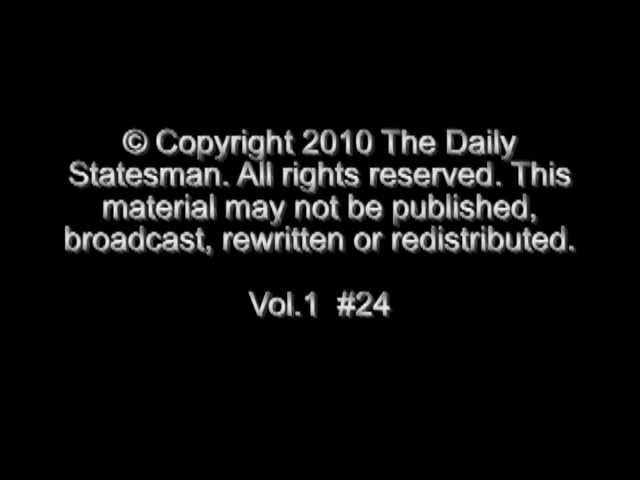 © Copyright 2010 The Daily
Statesman. All rights reserved. This
material may not be published,
broadcast, rewritten or redistributed.
Vol.1 #24